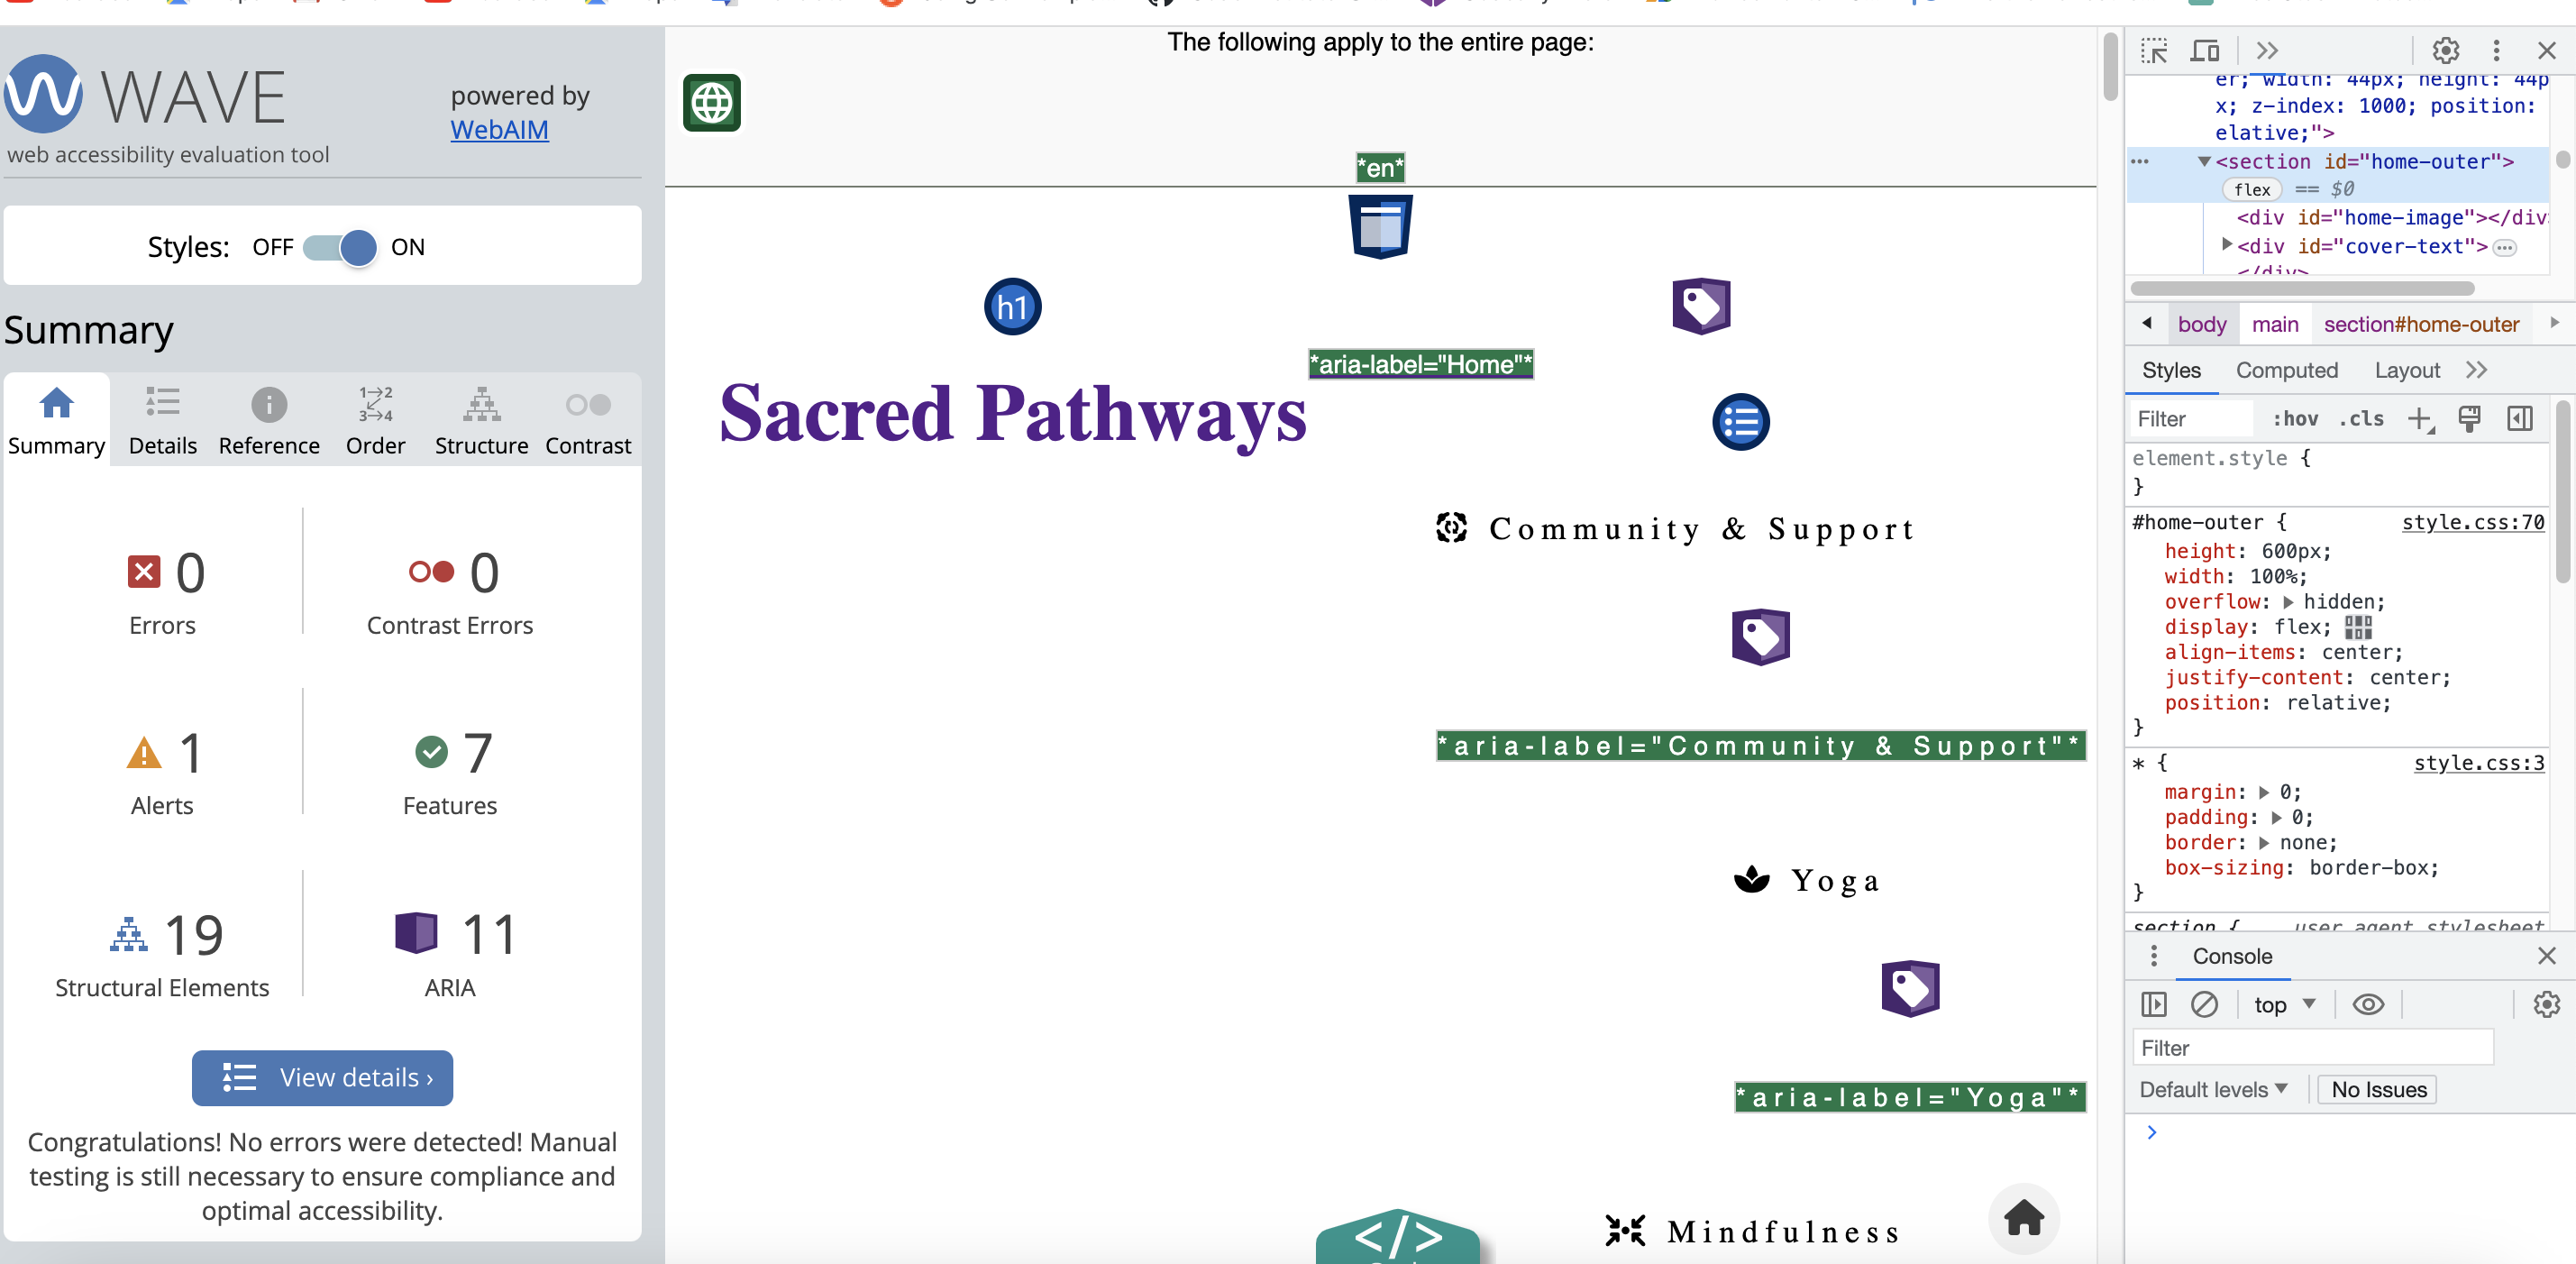 The following apply to the entire page:
WAVE
powered by
WebAIM
web accessibility evaluation tool
Styles: OFF ON
Summary
Summary Details Reference Order Structure Contrast
1→2
3→4
0 Errors
0 Contrast Errors
1 Alerts
7 Features
19 Structural Elements
11 ARIA
View details ›
Congratulations! No errors were detected! Manual
testing is still necessary to ensure compliance and
optimal accessibility.
*en*
h1
*aria-label="Home"*
Sacred Pathways
Community & Support
*aria-label="Community & Support"*
Yoga
*aria-label="Yoga"*
</>
Mindfulness
er; width: 44px; height: 44p
x; z-index: 1000; position:
elative;">
<section id="home-outer">
flex == $0
<div id="home-image"></div>
<div id="cover-text">
</div>
body main section#home-outer
Styles Computed Layout
Filter :hov .cls
element.style {
}
#home-outer { style.css:70
height: 600px;
width: 100%;
overflow: hidden;
display: flex;
align-items: center;
justify-content: center;
position: relative;
}
* { style.css:3
margin: 0;
padding: 0;
border: none;
box-sizing: border-box;
}
section { user agent stylesheet
Console
top
Filter
Default levels No Issues